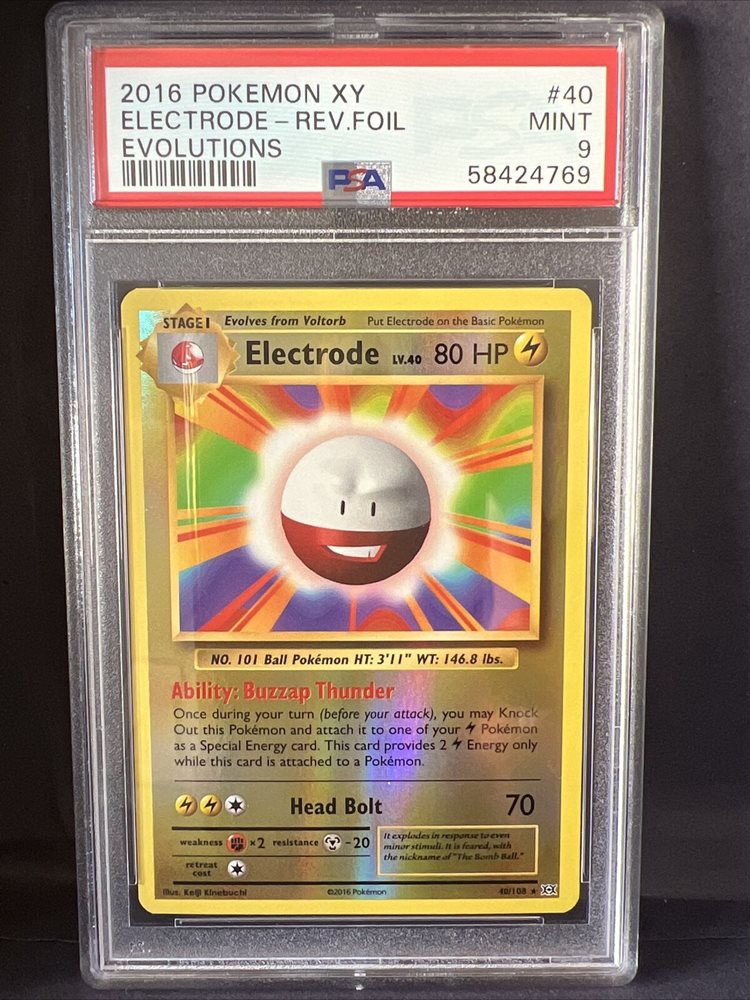 2016 POKEMON XY #40
ELECTRODE – REV.FOIL MINT
EVOLUTIONS 9
PSA 58424769
STAGE 1 Evolves from Voltorb Put Electrode on the Basic Pokémon
Electrode LV.40 80 HP
NO. 101 Ball Pokémon HT: 3'11" WT: 146.8 lbs.
Ability: Buzzap Thunder
Once during your turn (before your attack), you may Knock
Out this Pokémon and attach it to one of your Pokémon
as a Special Energy card. This card provides 2 Energy only
while this card is attached to a Pokémon.
Head Bolt 70
weakness ×2 resistance -20
retreat
cost
It explodes in response to even
minor stimuli. It is feared, with
the nickname of "The Bomb Ball."
Illus. Keiji Kinebuchi ©2016 Pokémon 40/108 ★